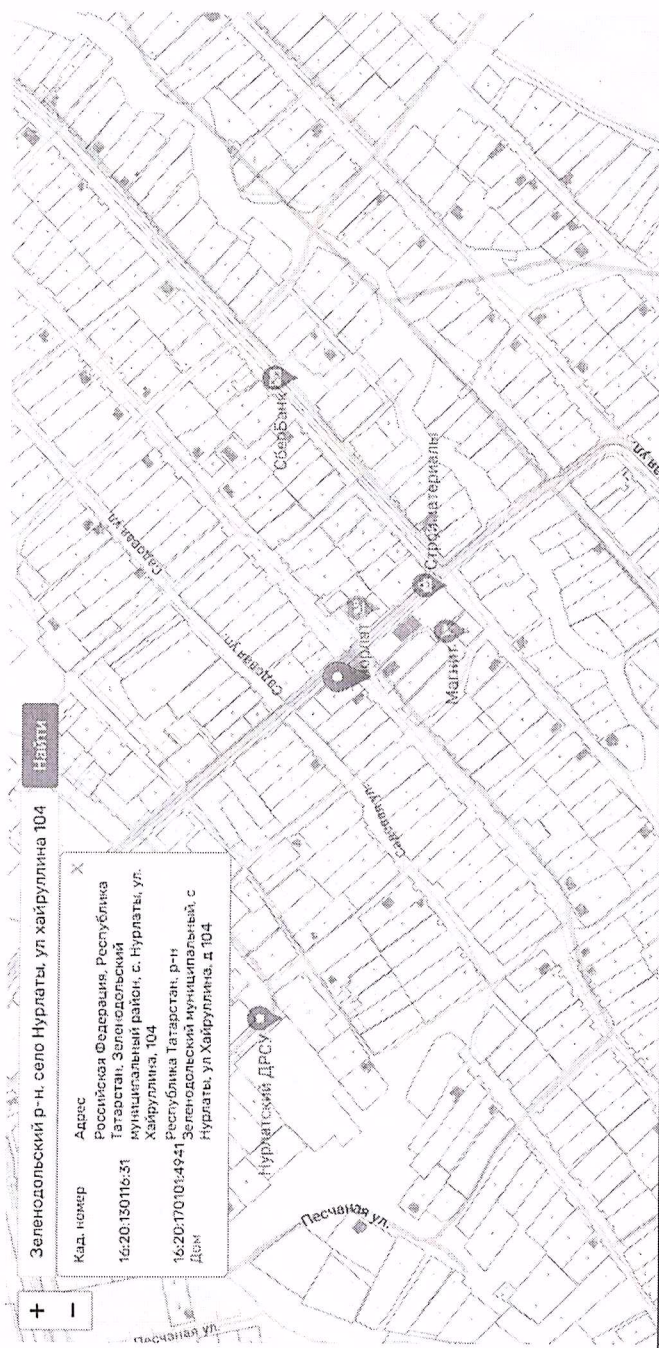 +
−
Зеленодольский р-н, село Нурлаты, ул хайруллина 104
Найти
Кад. номер
Адрес
×
16:20:130116:31
Российская Федерация, Республика
Татарстан, Зеленодольский
муниципальный район, с. Нурлаты, ул.
Хайруллина, 104
16:20:170101:4941
Дом
Республика Татарстан, р-н
Зеленодольский муниципальный, с
Нурлаты, ул Хайруллина, д 104
Садовая ул.
Садовая ул.
Садовая ул.
СберБанк
Стройматериалы
Магнит
Нурлатский ДРСУ
Песчаная ул.
Песчаная ул.